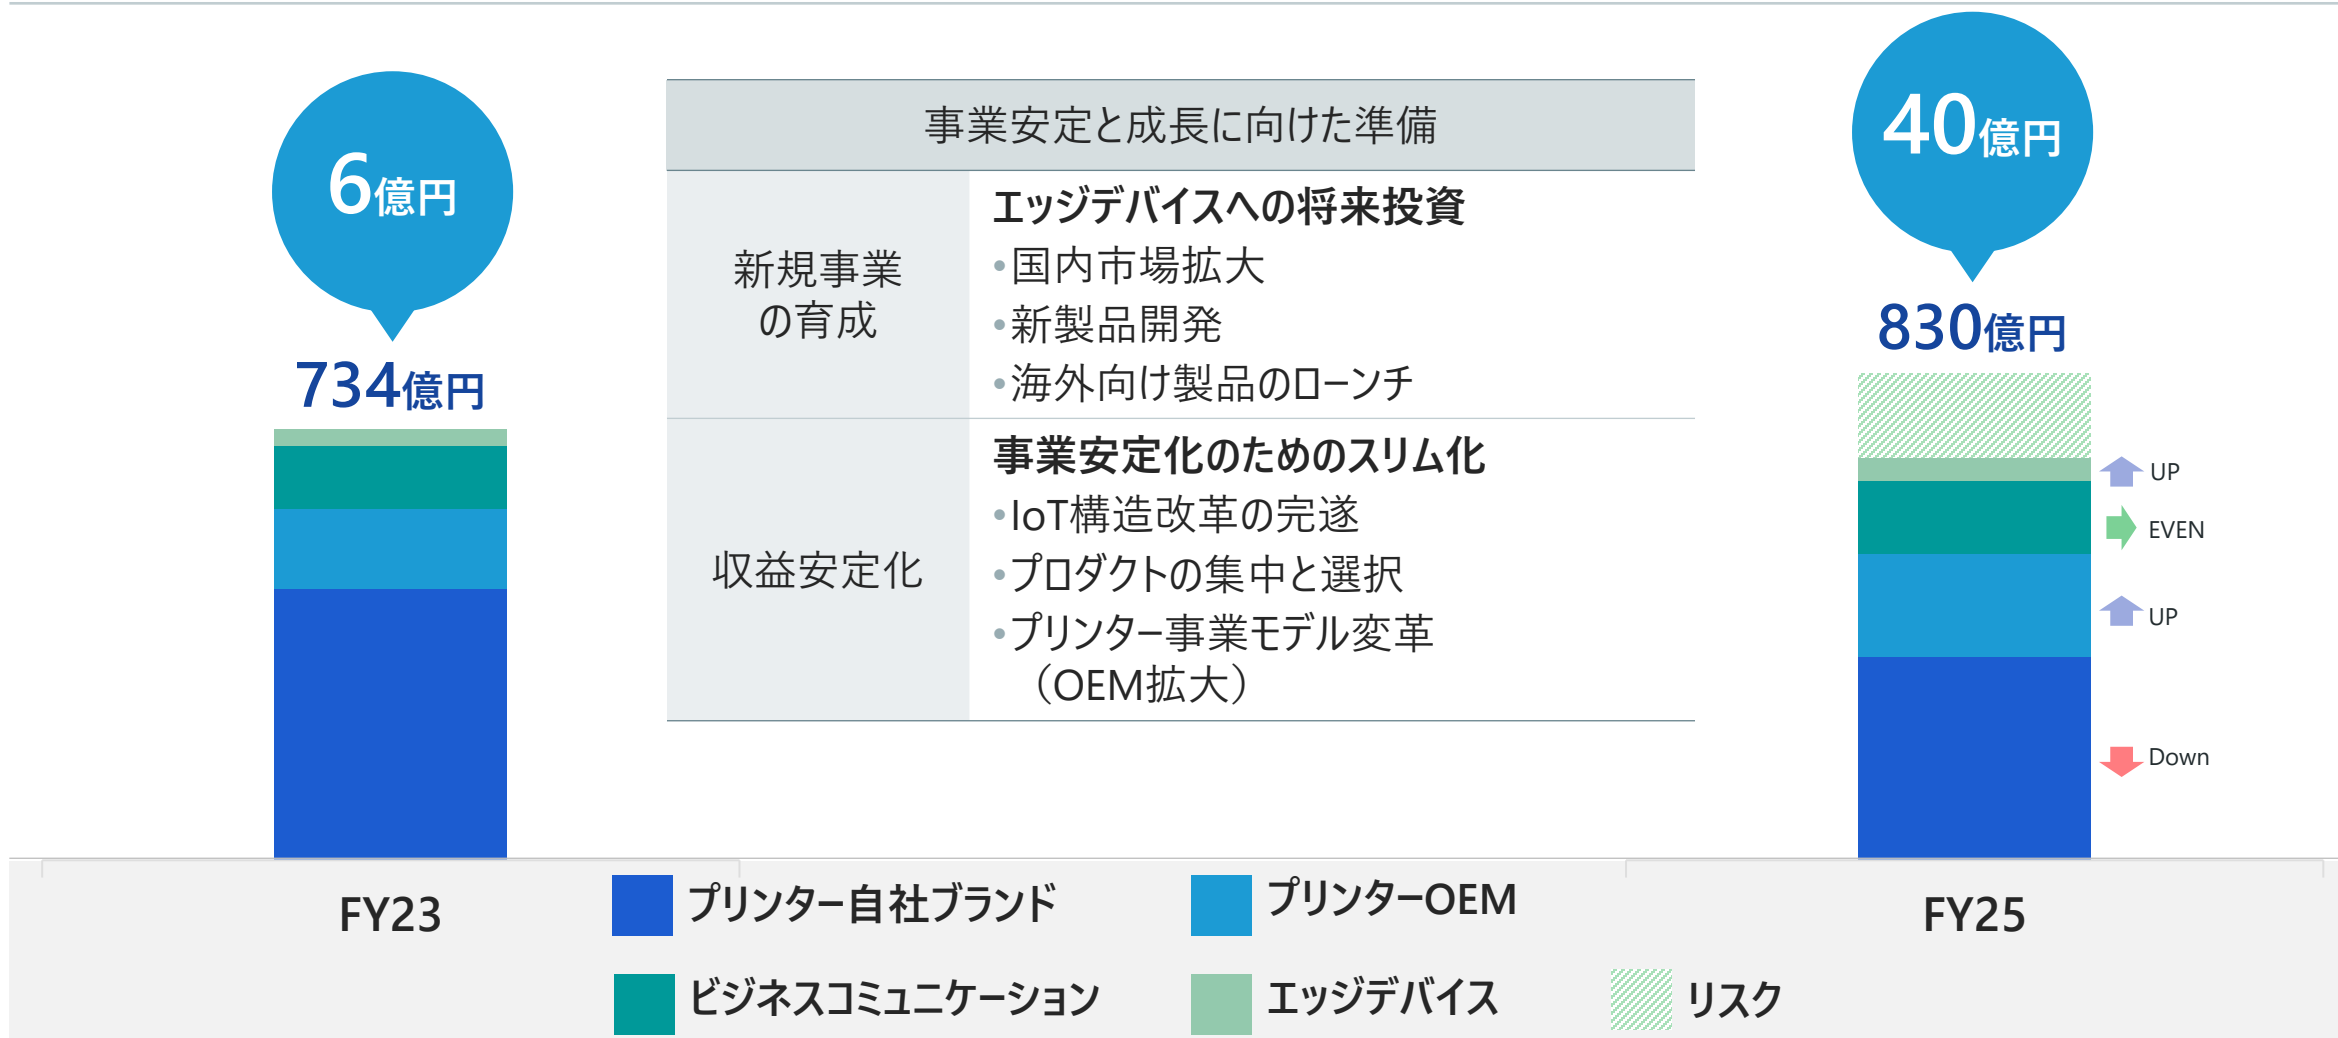 6億円
734億円
事業安定と成長に向けた準備
新規事業
の育成
エッジデバイスへの将来投資
•国内市場拡大
•新製品開発
•海外向け製品のローンチ
収益安定化
事業安定化のためのスリム化
•IoT構造改革の完遂
•プロダクトの集中と選択
•プリンター事業モデル変革
（OEM拡大）
40億円
830億円
UP
EVEN
UP
Down
FY23
プリンター自社ブランド
プリンターOEM
FY25
ビジネスコミュニケーション
エッジデバイス
リスク